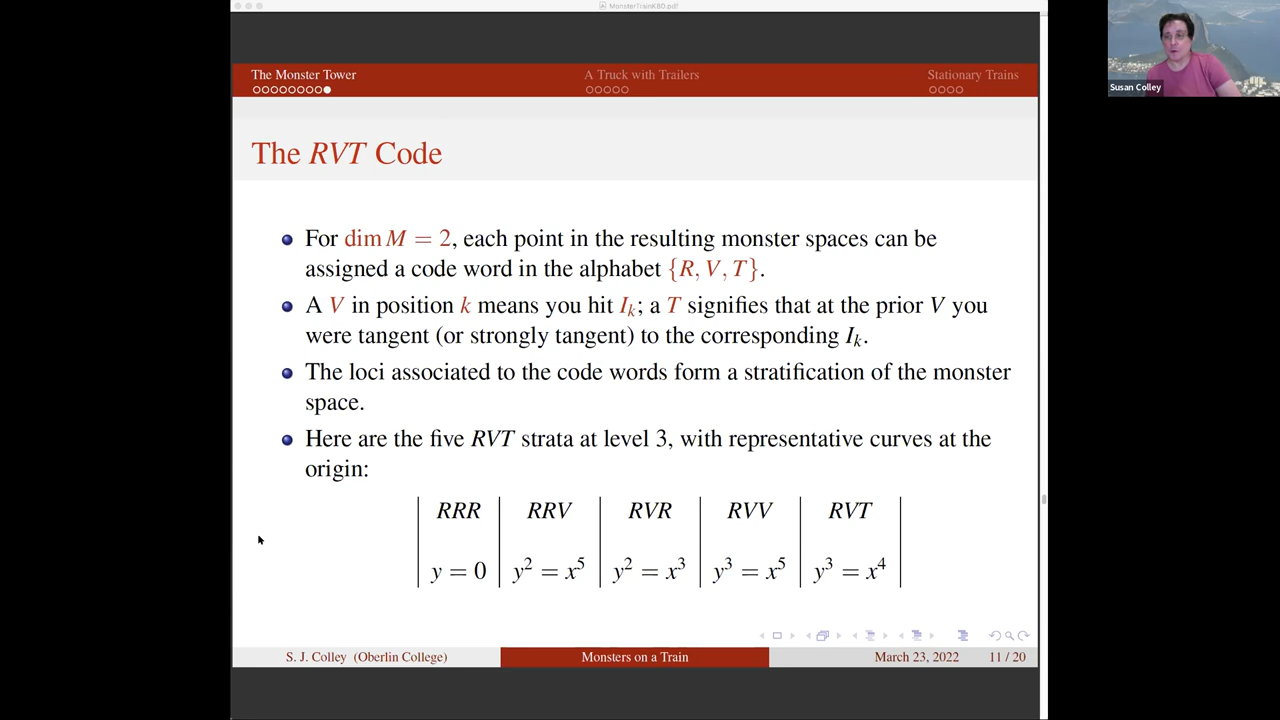 MonsterTrainK80.pdf
Susan Colley
The Monster Tower
A Truck with Trailers
Stationary Trains
The RVT Code
For dim M = 2, each point in the resulting monster spaces can be
assigned a code word in the alphabet {R, V, T}.
A V in position k means you hit Iₖ; a T signifies that at the prior V you
were tangent (or strongly tangent) to the corresponding Iₖ.
The loci associated to the code words form a stratification of the monster
space.
Here are the five RVT strata at level 3, with representative curves at the
origin:
RRR RRV RVR RVV RVT
y = 0 y² = x⁵ y² = x³ y³ = x⁵ y³ = x⁴
S. J. Colley (Oberlin College)
Monsters on a Train
March 23, 2022
11 / 20